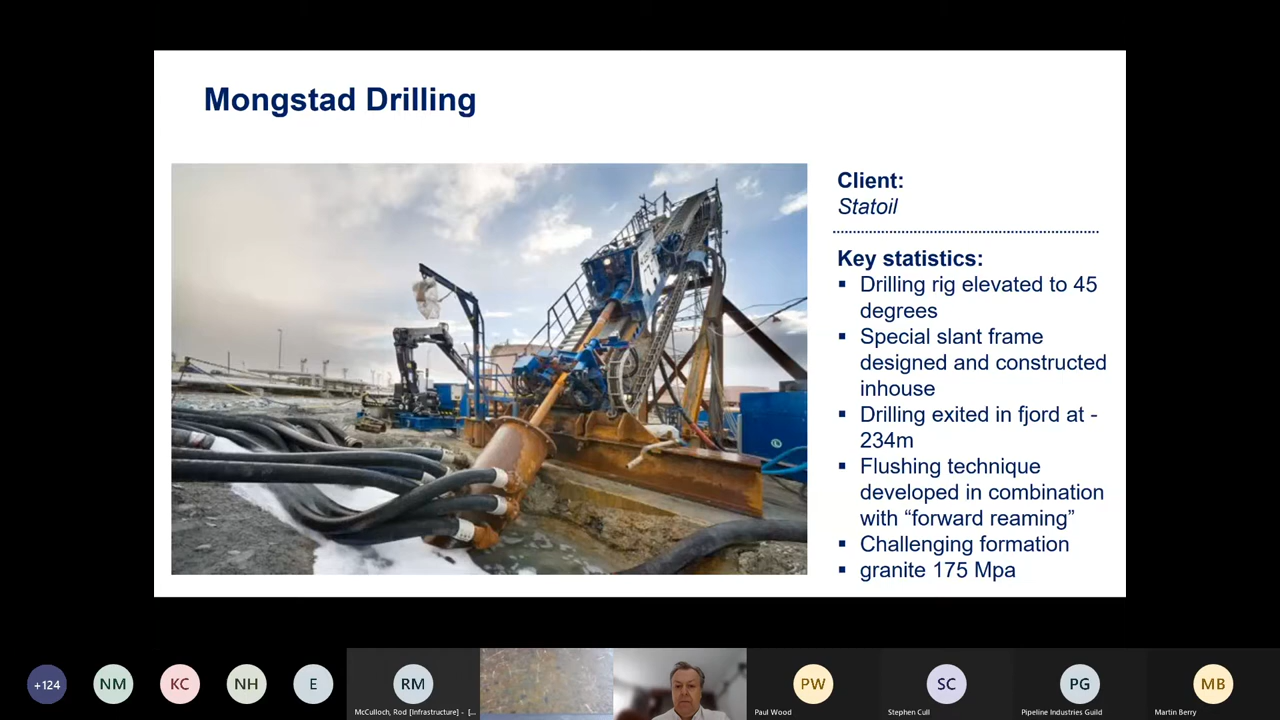 Mongstad Drilling
Client:
Statoil
Key statistics:
▪ Drilling rig elevated to 45
degrees
▪ Special slant frame
designed and constructed
inhouse
▪ Drilling exited in fjord at -
234m
▪ Flushing technique
developed in combination
with “forward reaming”
▪ Challenging formation
▪ granite 175 Mpa
+124
NM
KC
NH
E
RM
McCulloch, Rod [Infrastructure] - [...
PW
Paul Wood
SC
Stephen Cull
PG
Pipeline Industries Guild
MB
Martin Berry